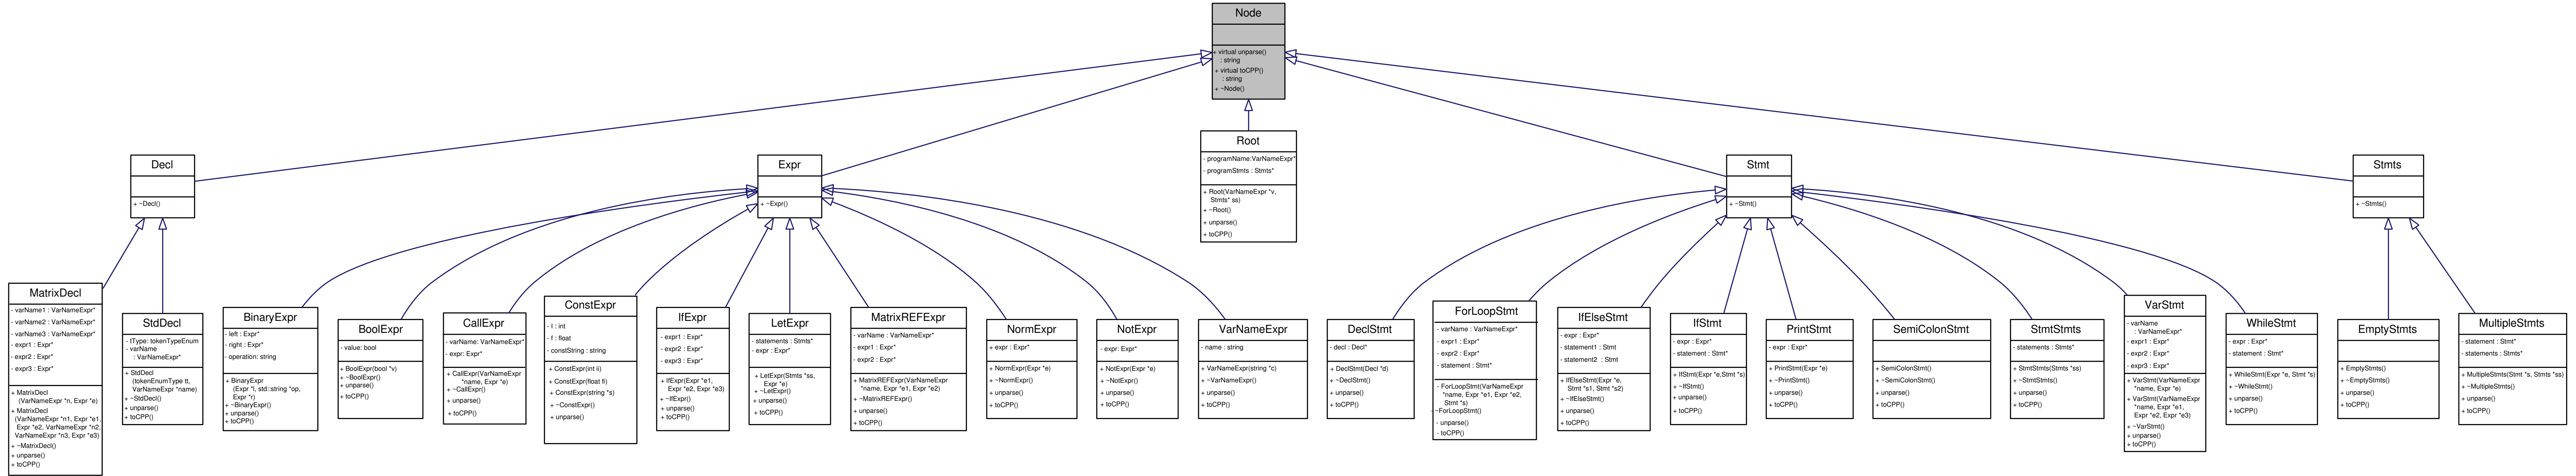 Node
+ virtual unparse()
: string
+ virtual toCPP()
: string
+ ~Node()
Root
- programName:VarNameExpr*
- programStmts : Stmts*
+ Root(VarNameExpr *v,
Stmts* ss)
+ ~Root()
+ unparse()
+ toCPP()
Decl
+ ~Decl()
Expr
+ ~Expr()
Stmt
+ ~Stmt()
Stmts
+ ~Stmts()
MatrixDecl
- varName1 : VarNameExpr*
- varName2 : VarNameExpr*
- varName3 : VarNameExpr*
- expr1 : Expr*
- expr2 : Expr*
- expr3 : Expr*
+ MatrixDecl
(VarNameExpr *n, Expr *e)
+ MatrixDecl
(VarNameExpr *n1, Expr *e1,
Expr *e2, VarNameExpr *n2,
VarNameExpr *n3, Expr *e3)
+ ~MatrixDecl()
+ unparse()
+ toCPP()
StdDecl
- tType: tokenTypeEnum
- varName
: VarNameExpr*
+ StdDecl
(tokenEnumType tt,
VarNameExpr *name)
+ ~StdDecl()
+ unparse()
+ toCPP()
BinaryExpr
- left : Expr*
- right : Expr*
- operation: string
+ BinaryExpr
(Expr *l, std::string *op,
Expr *r)
+ ~BinaryExpr()
+ unparse()
+ toCPP()
BoolExpr
- value: bool
+ BoolExpr(bool *v)
+ ~BoolExpr()
+ unparse()
+ toCPP()
CallExpr
- varName: VarNameExpr*
- expr: Expr*
+ CallExpr(VarNameExpr
*name, Expr *e)
+ ~CallExpr()
+ unparse()
+ toCPP()
ConstExpr
- I : int
- f : float
- constString : string
+ ConstExpr(int ii)
+ ConstExpr(float fi)
+ ConstExpr(string *s)
+ ~ConstExpr()
+ unparse()
IfExpr
- expr1 : Expr*
- expr2 : Expr*
- expr3 : Expr*
+ IfExpr(Expr *e1,
Expr *e2, Expr *e3)
+ ~IfExpr()
+ unparse()
+ toCPP()
LetExpr
- statements : Stmts*
- expr : Expr*
+ LetExpr(Stmts *ss,
Expr *e)
+ ~LetExpr()
+ unparse()
+ toCPP()
MatrixREFExpr
- varName : VarNameExpr*
- expr1 : Expr*
- expr2 : Expr*
+ MatrixREFExpr(VarNameExpr
*name, Expr *e1, Expr *e2)
+ ~MatrixREFExpr()
+ unparse()
+ toCPP()
NormExpr
+ expr : Expr*
+ NormExpr(Expr *e)
+ ~NormExpr()
+ unparse()
+ toCPP()
NotExpr
- expr: Expr*
+ NotExpr(Expr *e)
+ ~NotExpr()
+ unparse()
+ toCPP()
VarNameExpr
- name : string
+ VarNameExpr(string *c)
+ ~VarNameExpr()
+ unparse()
+ toCPP()
DeclStmt
- decl : Decl*
+ DeclStmt(Decl *d)
+ ~DeclStmt()
+ unparse()
+ toCPP()
ForLoopStmt
- varName : VarNameExpr*
- expr1 : Expr*
- expr2 : Expr*
- statement : Stmt*
- ForLoopStmt(VarNameExpr
*name, Expr *e1, Expr *e2,
Stmt *s)
- ~ForLoopStmt()
- unparse()
- toCPP()
IfElseStmt
- expr : Expr*
- statement1 : Stmt
- statement2 : Stmt
+ IfElseStmt(Expr *e,
Stmt *s1, Stmt *s2)
+ ~IfElseStmt()
+ unparse()
+ toCPP()
IfStmt
- expr : Expr*
- statement : Stmt*
+ IfStmt(Expr *e,Stmt *s)
+ ~IfStmt()
+ unparse()
+ toCPP()
PrintStmt
- expr : Expr*
+ PrintStmt(Expr *e)
+ ~PrintStmt()
+ unparse()
+ toCPP()
SemiColonStmt
+ SemiColonStmt()
+ ~SemiColonStmt()
+ unparse()
+ toCPP()
StmtStmts
- statements : Stmts*
+ StmtStmts(Stmts *ss)
+ ~StmtStmts()
+ unparse()
+ toCPP()
VarStmt
- varName
: VarNameExpr*
- expr1 : Expr*
- expr2 : Expr*
- expr3 : Expr*
+ VarStmt(VarNameExpr
*name, Expr *e)
+ VarStmt(VarNameExpr
*name, Expr *e1,
Expr *e2, Expr *e3)
+ ~VarStmt()
+ unparse()
+ toCPP()
WhileStmt
- expr : Expr*
- statement : Stmt*
+ WhileStmt(Expr *e, Stmt *s)
+ ~WhileStmt()
+ unparse()
+ toCPP()
EmptyStmts
+ EmptyStmts()
+ ~EmptyStmts()
+ unparse()
+ toCPP()
MultipleStmts
- statement : Stmt*
- statements : Stmts*
+ MultipleStmts(Stmt *s, Stmts *ss)
+ ~MultipleStmts()
+ unparse()
+ toCPP()